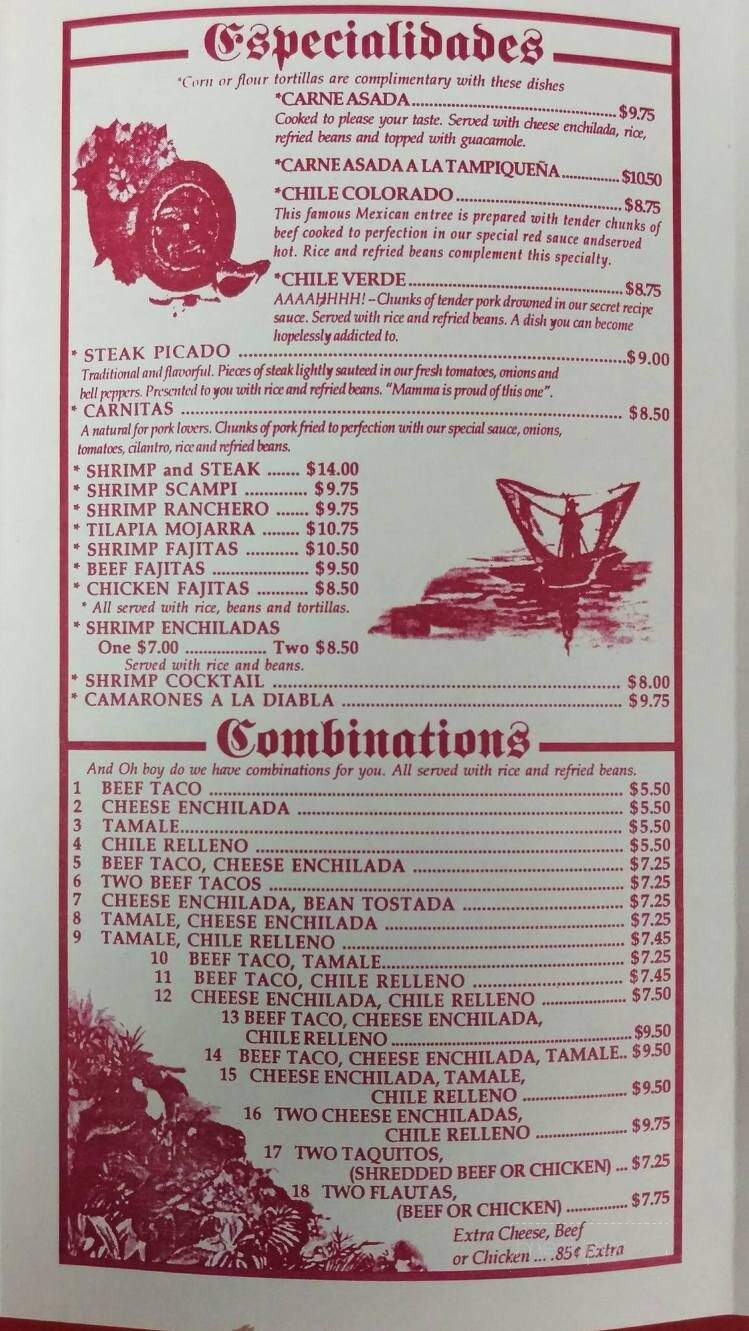 Especialidades
*Corn or flour tortillas are complimentary with these dishes
*CARNE ASADA........................................ $9.75
Cooked to please your taste. Served with cheese enchilada, rice,
refried beans and topped with guacamole.
*CARNE ASADA A LA TAMPIQUEÑA.............. $10.50
*CHILE COLORADO ........................................ $8.75
This famous Mexican entree is prepared with tender chunks of
beef cooked to perfection in our special red sauce andserved
hot. Rice and refried beans complement this specialty.
*CHILE VERDE........................................ $8.75
AAAAHHHH! – Chunks of tender pork drowned in our secret recipe
sauce. Served with rice and refried beans. A dish you can become
hopelessly addicted to.
* STEAK PICADO ........................................ $9.00
Traditional and flavorful. Pieces of steak lightly sauteed in our fresh tomatoes, onions and
bell peppers. Presented to you with rice and refried beans. "Mamma is proud of this one".
* CARNITAS ........................................ $8.50
A natural for pork lovers. Chunks of pork fried to perfection with our special sauce, onions,
tomatoes, cilantro, rice and refried beans.
* SHRIMP and STEAK ....... $14.00
* SHRIMP SCAMPI ............. $9.75
* SHRIMP RANCHERO ....... $9.75
* TILAPIA MOJARRA ........ $10.75
* SHRIMP FAJITAS ........... $10.50
* BEEF FAJITAS .................... $9.50
* CHICKEN FAJITAS ........... $8.50
* All served with rice, beans and tortillas.
* SHRIMP ENCHILADAS
One $7.00 ................... Two $8.50
Served with rice and beans.
* SHRIMP COCKTAIL ........................................ $8.00
* CAMARONES A LA DIABLA ........................................ $9.75
Combinations
And Oh boy do we have combinations for you. All served with rice and refried beans.
1 BEEF TACO ........................................ $5.50
2 CHEESE ENCHILADA ........................................ $5.50
3 TAMALE........................................ $5.50
4 CHILE RELLENO ........................................ $5.50
5 BEEF TACO, CHEESE ENCHILADA ........................................ $7.25
6 TWO BEEF TACOS ........................................ $7.25
7 CHEESE ENCHILADA, BEAN TOSTADA ........................................ $7.25
8 TAMALE, CHEESE ENCHILADA ........................................ $7.25
9 TAMALE, CHILE RELLENO ........................................ $7.45
10 BEEF TACO, TAMALE........................................ $7.25
11 BEEF TACO, CHILE RELLENO ........................................ $7.45
12 CHEESE ENCHILADA, CHILE RELLENO .................. $7.50
13 BEEF TACO, CHEESE ENCHILADA,
CHILE RELLENO ........................................ $9.50
14 BEEF TACO, CHEESE ENCHILADA, TAMALE.. $9.50
15 CHEESE ENCHILADA, TAMALE,
CHILE RELLENO ....................... $9.50
16 TWO CHEESE ENCHILADAS,
CHILE RELLENO .................... $9.75
17 TWO TAQUITOS,
(SHREDDED BEEF OR CHICKEN) ... $7.25
18 TWO FLAUTAS,
(BEEF OR CHICKEN) .............. $7.75
Extra Cheese, Beef
or Chicken ... .85¢ Extra